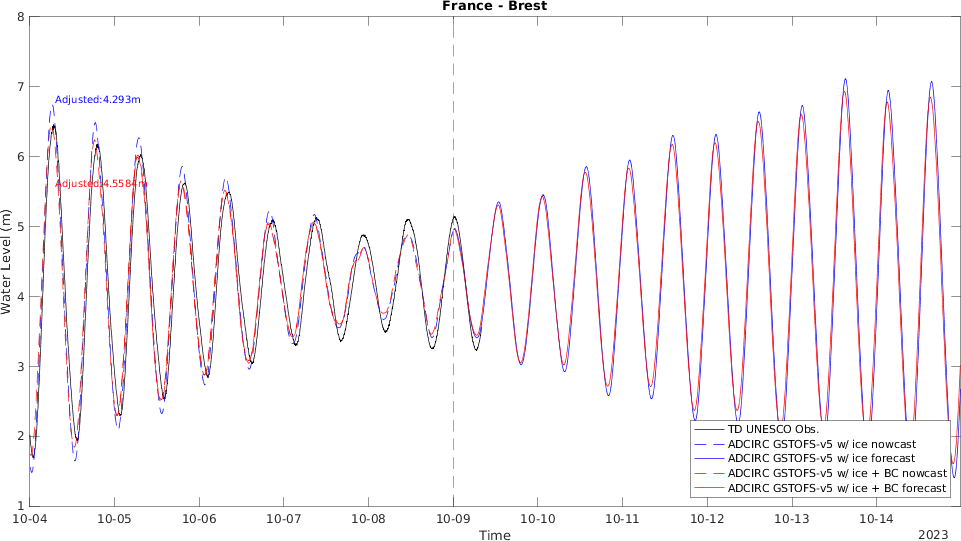 France - Brest
8
7
6
5
4
3
2
1
Water Level (m)
Adjusted:4.293m
Adjusted:4.5584m
TD UNESCO Obs.
ADCIRC GSTOFS-v5 w/ ice nowcast
ADCIRC GSTOFS-v5 w/ ice forecast
ADCIRC GSTOFS-v5 w/ ice + BC nowcast
ADCIRC GSTOFS-v5 w/ ice + BC forecast
10-04 10-05 10-06 10-07 10-08 10-09 10-10 10-11 10-12 10-13 10-14
Time
2023